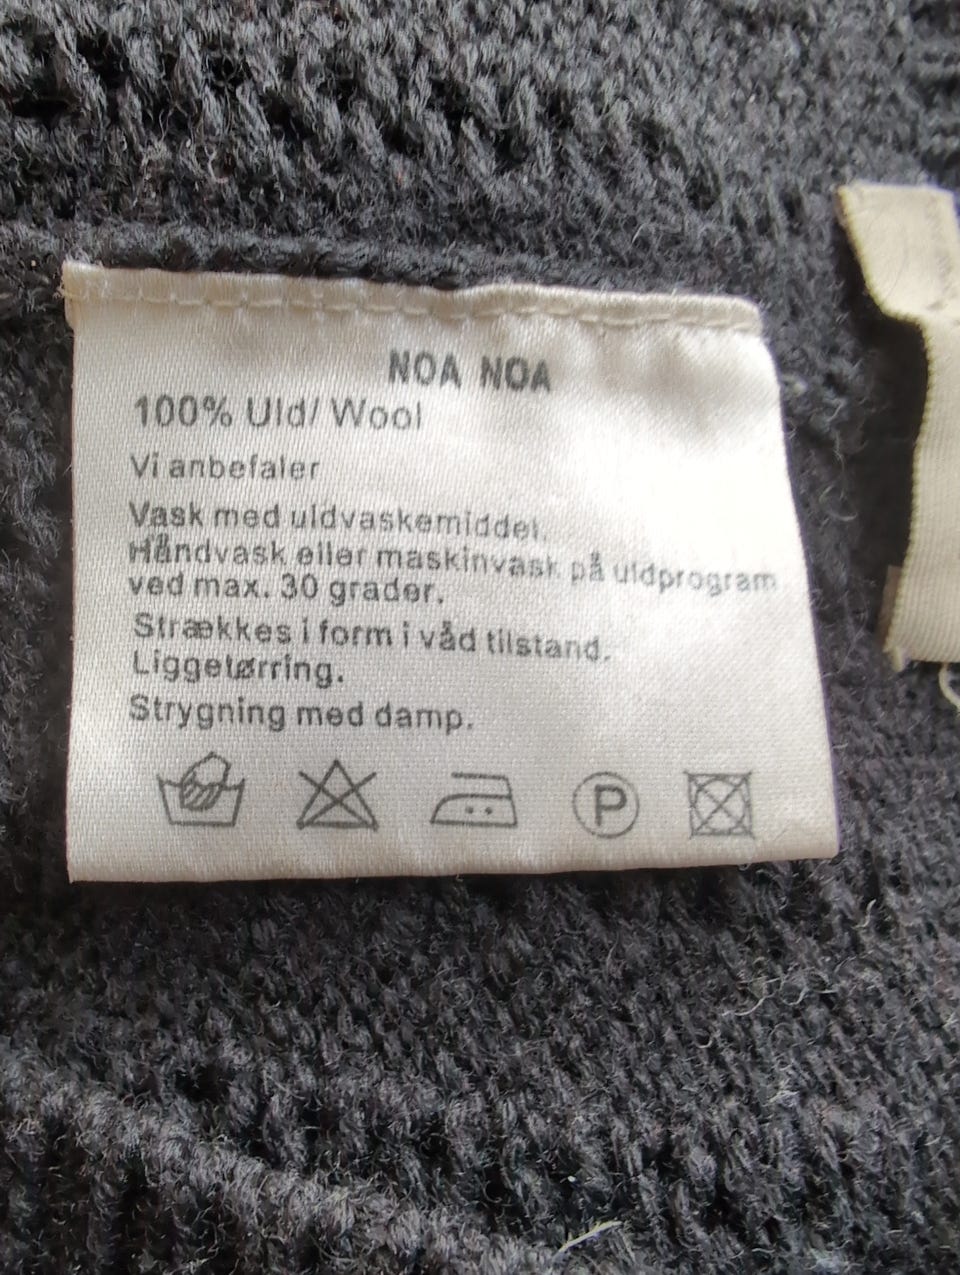 NOA NOA
100% Uld/ Wool
Vi anbefaler
Vask med uldvaskemiddel.
Håndvask eller maskinvask på uldprogram
ved max. 30 grader.
Strækkes i form i våd tilstand.
Liggetørring.
Strygning med damp.
P